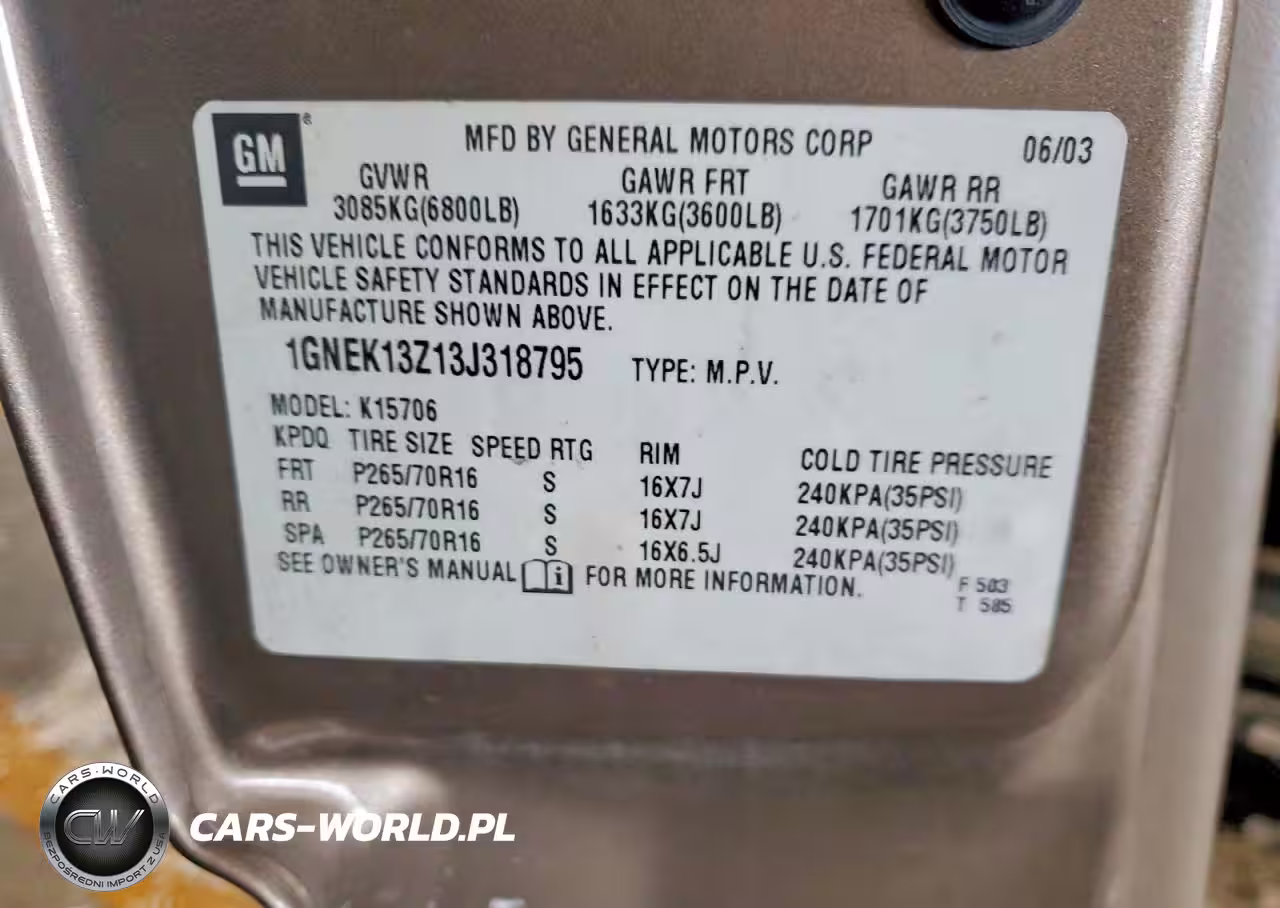 GM ®
MFD BY GENERAL MOTORS CORP 06/03
GVWR GAWR FRT GAWR RR
3085KG(6800LB) 1633KG(3600LB) 1701KG(3750LB)
THIS VEHICLE CONFORMS TO ALL APPLICABLE U.S. FEDERAL MOTOR
VEHICLE SAFETY STANDARDS IN EFFECT ON THE DATE OF
MANUFACTURE SHOWN ABOVE.
1GNEK13Z13J318795 TYPE: M.P.V.
MODEL: K15706
KPDQ TIRE SIZE SPEED RTG RIM COLD TIRE PRESSURE
FRT P265/70R16 S 16X7J 240KPA(35PSI)
RR P265/70R16 S 16X7J 240KPA(35PSI)
SPA P265/70R16 S 16X6.5J 240KPA(35PSI)
SEE OWNER'S MANUAL i FOR MORE INFORMATION.
F 503
T 585
CARS-WORLD
CW
BEZPOŚREDNI IMPORT Z USA
CARS-WORLD.PL